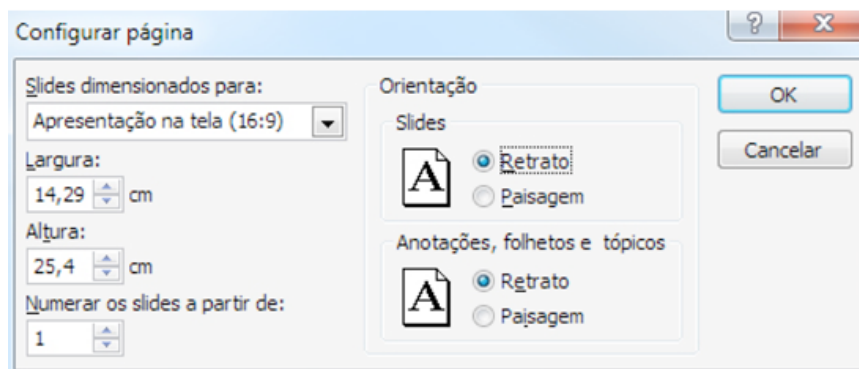 Configurar página
Slides dimensionados para:
Apresentação na tela (16:9)
Largura:
14,29 cm
Altura:
25,4 cm
Numerar os slides a partir de:
1
Orientação
Slides
A
Retrato
Paisagem
Anotações, folhetos e tópicos
A
Retrato
Paisagem
OK
Cancelar